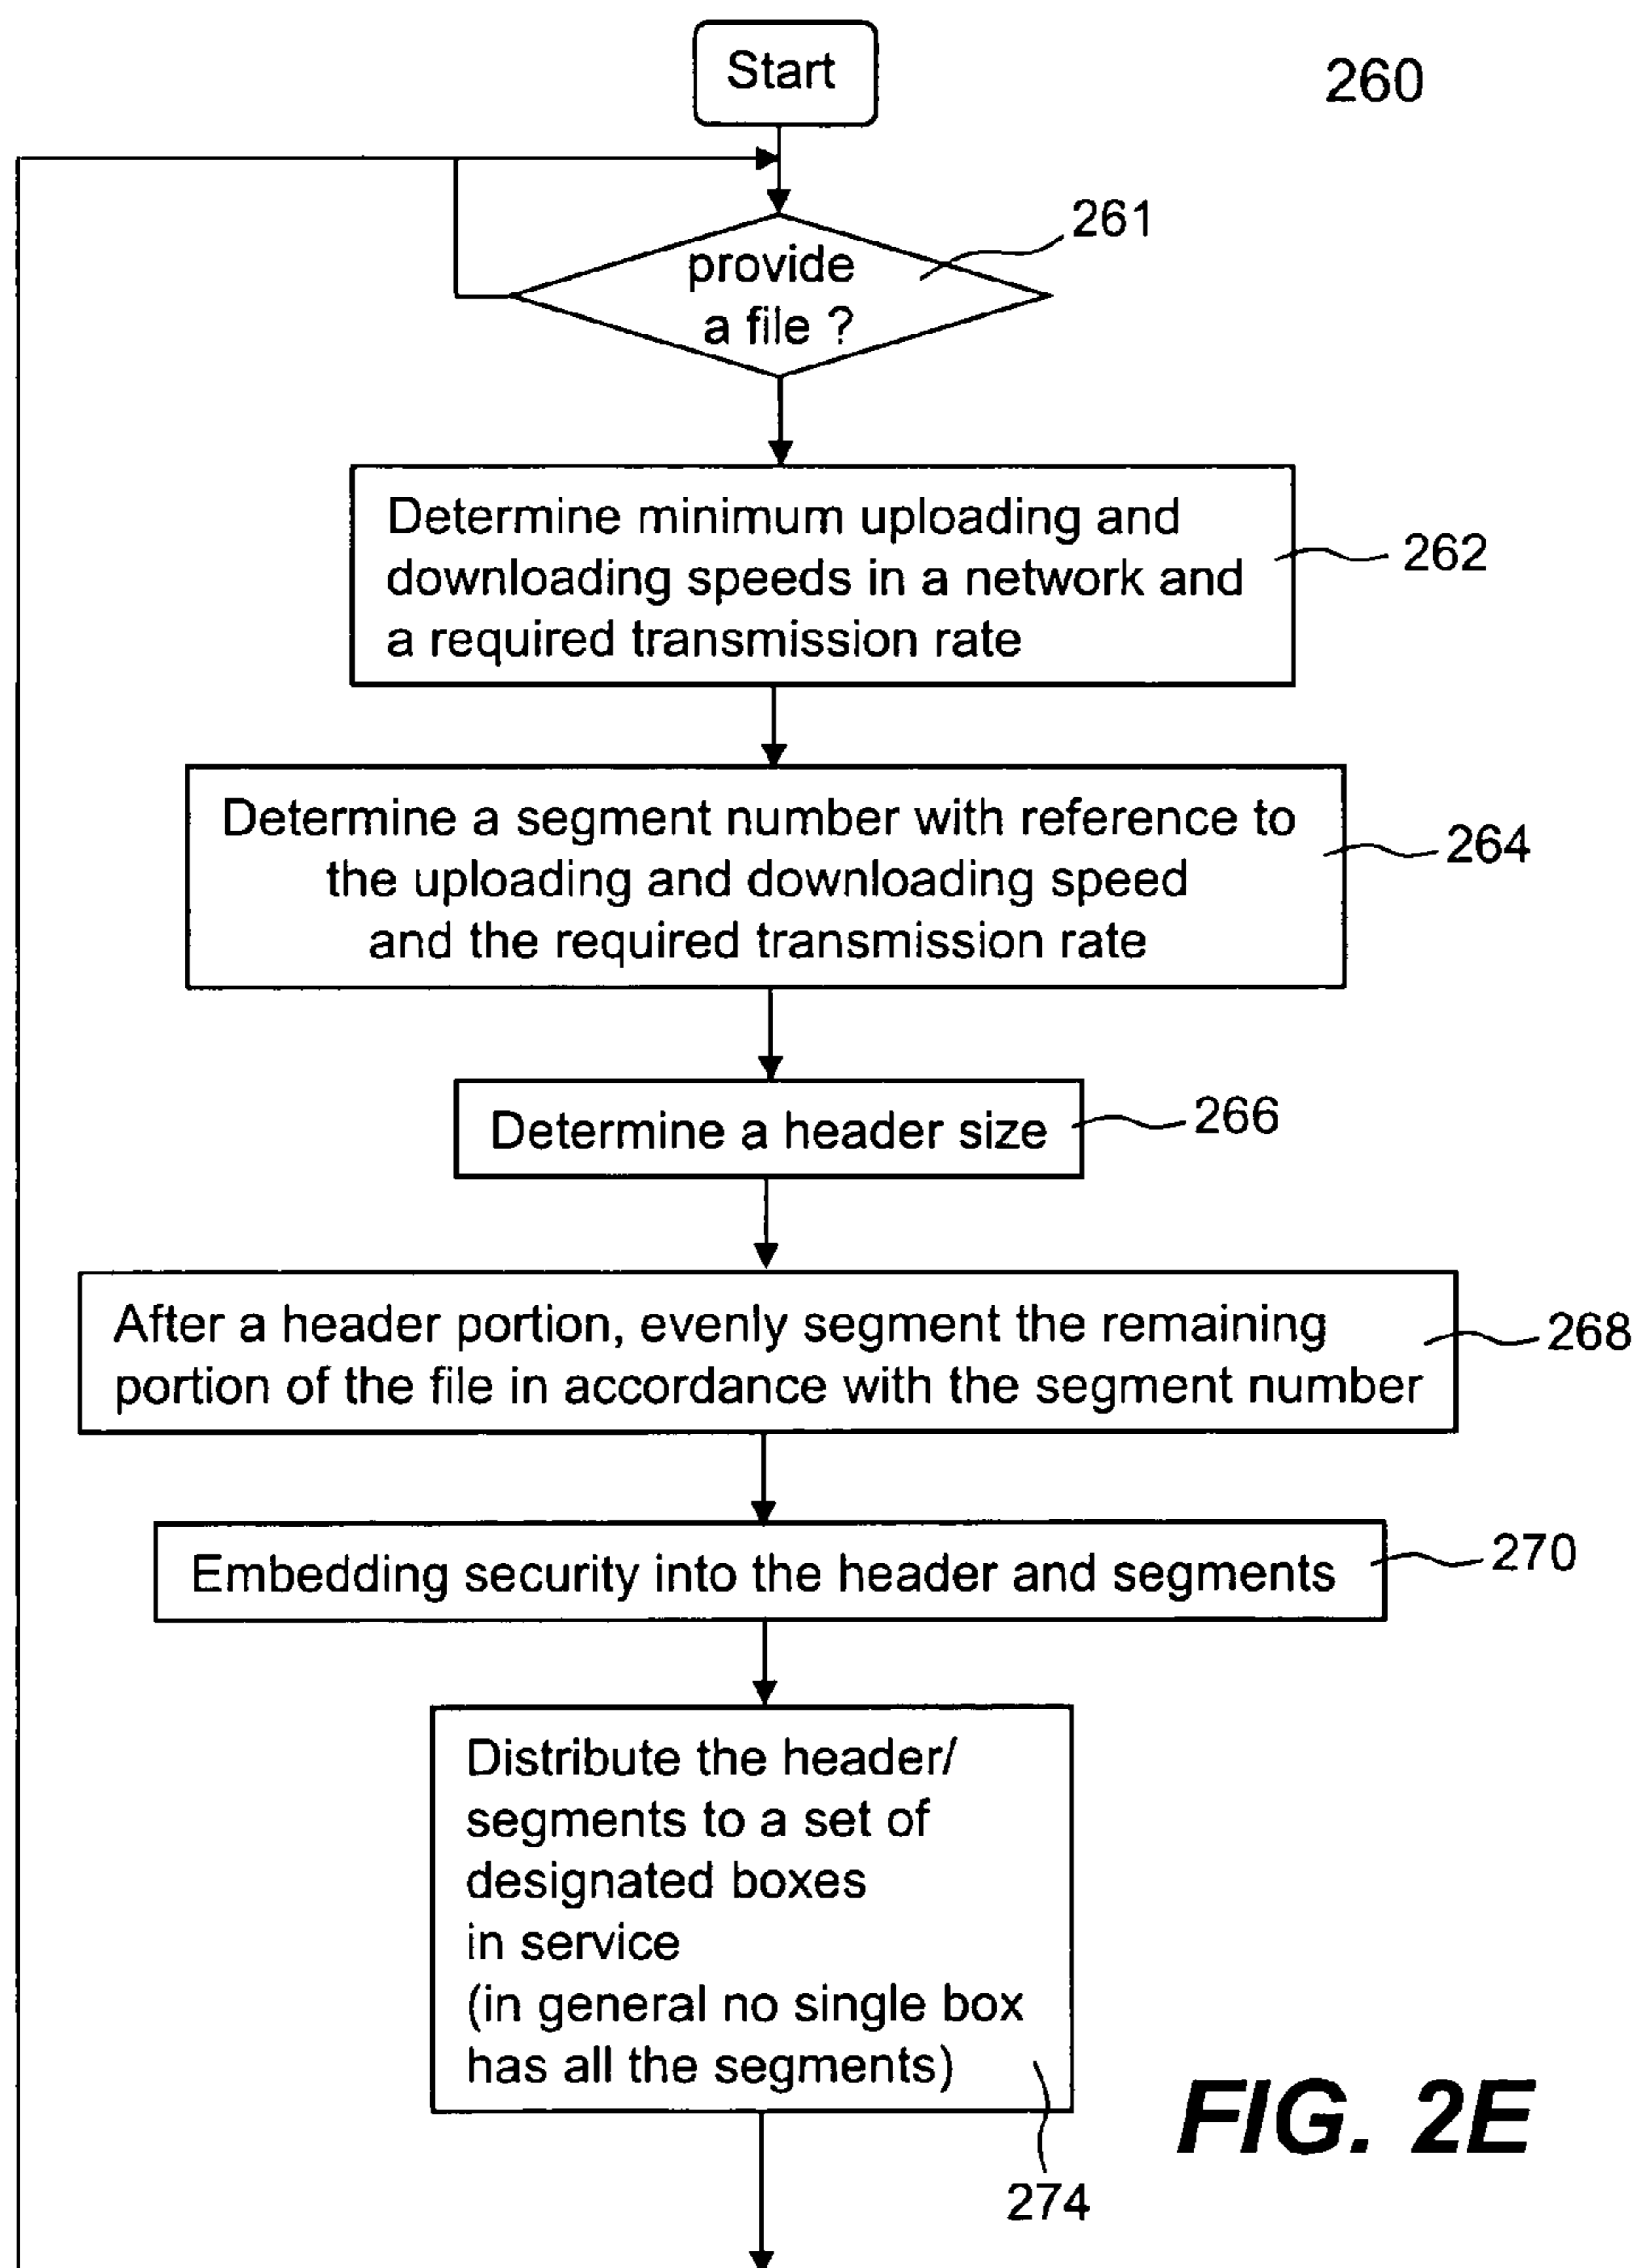 Start
260
261
provide
a file ?
Determine minimum uploading and
downloading speeds in a network and
a required transmission rate
262
Determine a segment number with reference to
the uploading and downloading speed
and the required transmission rate
264
Determine a header size
266
After a header portion, evenly segment the remaining
portion of the file in accordance with the segment number
268
Embedding security into the header and segments
270
Distribute the header/
segments to a set of
designated boxes
in service
(in general no single box
has all the segments)
274
FIG. 2E